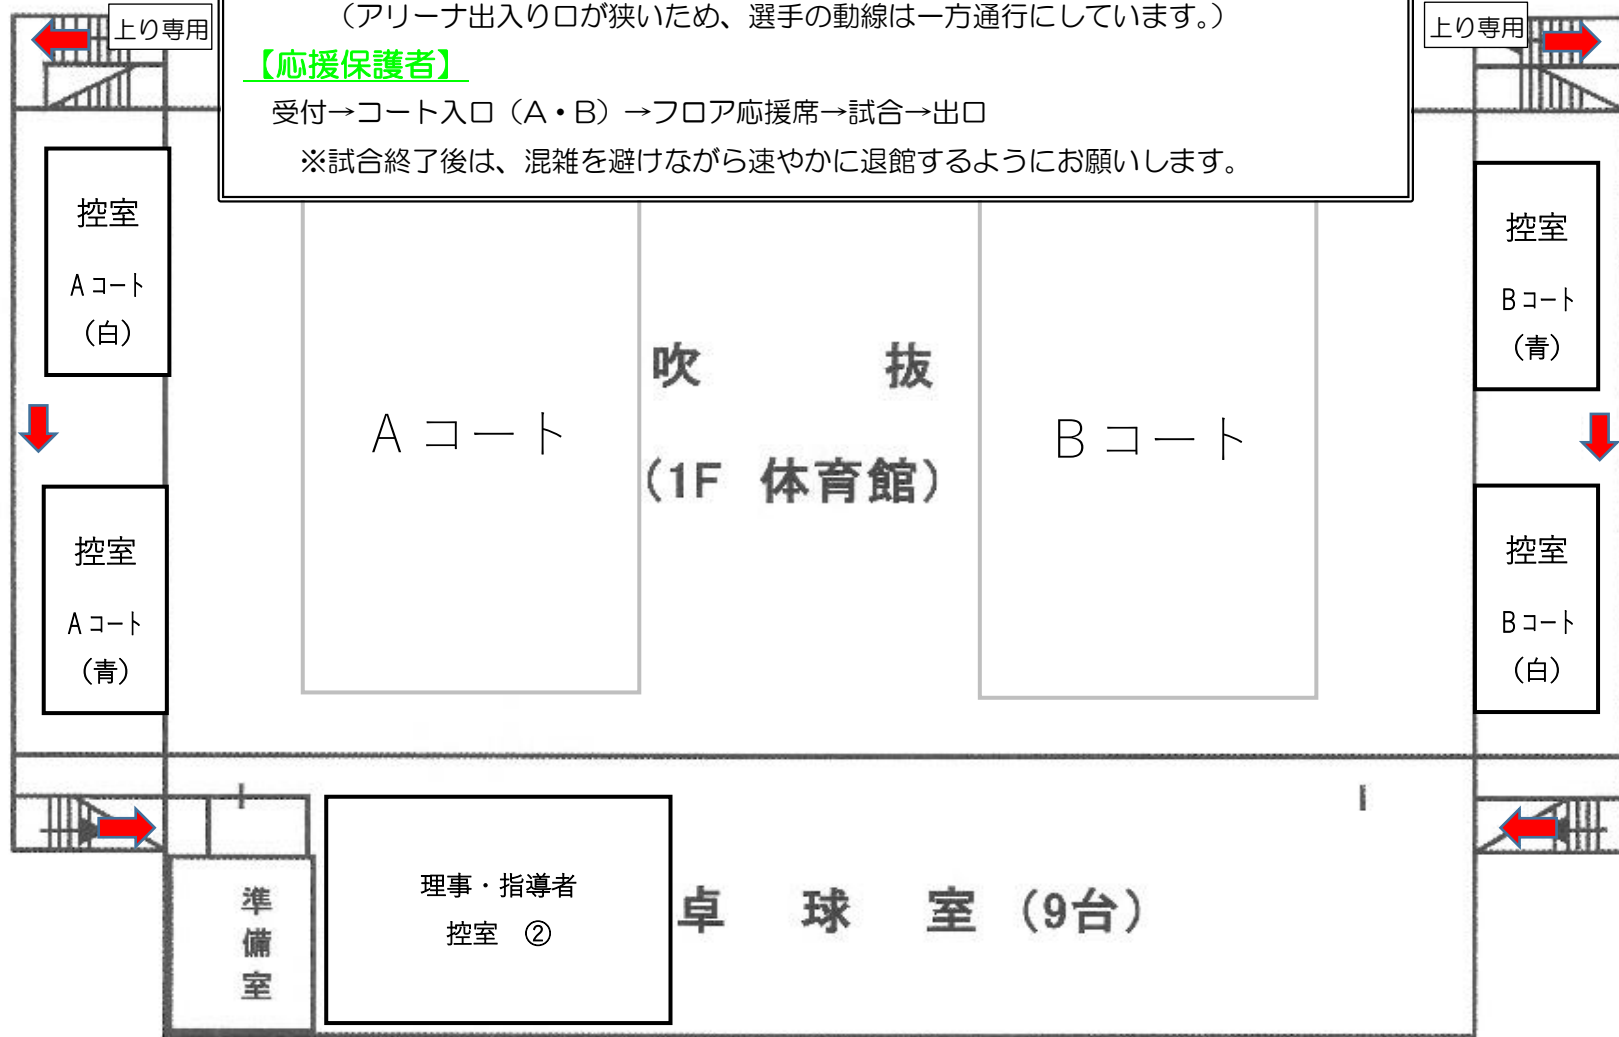 （アリーナ出入り口が狭いため、選手の動線は一方通行にしています。）
上り専用
上り専用
【応援保護者】
受付→コート入口（A・B）→フロア応援席→試合→出口
※試合終了後は、混雑を避けながら速やかに退館するようにお願いします。
控室
Aコート
（白）
控室
Bコート
（青）
吹 抜
Aコート
Bコート
（1F 体育館）
控室
Aコート
（青）
控室
Bコート
（白）
準備室
理事・指導者
控室 ②
卓 球 室（9台）